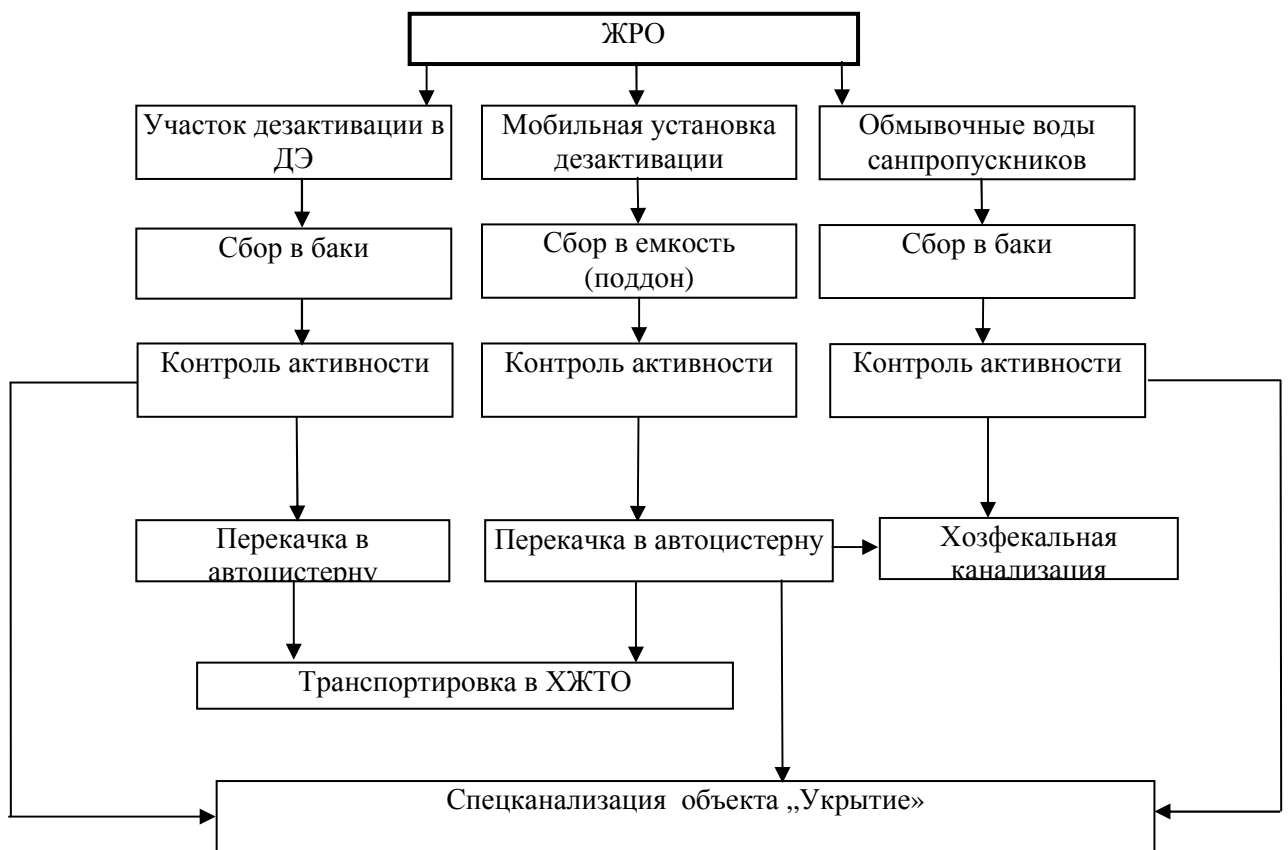 ЖРО
Участок дезактивации в
ДЭ
Мобильная установка
дезактивации
Обмывочные воды
санпропускников
Сбор в баки
Сбор в емкость
(поддон)
Сбор в баки
Контроль активности
Контроль активности
Контроль активности
Перекачка в
автоцистерну
Перекачка в автоцистерну
Хозфекальная
канализация
Транспортировка в ХЖТО
Спецканализация объекта „Укрытие»